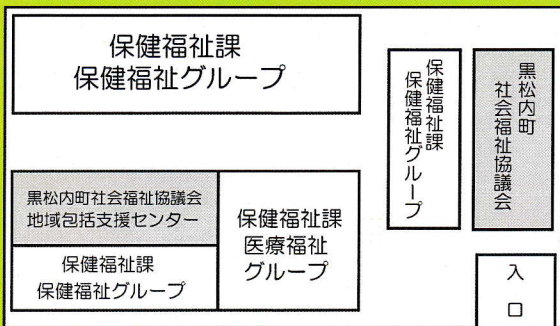 保健福祉課
保健福祉グループ
保健福祉課
保健福祉グループ
黒松内町
社会福祉協議会
黒松内町社会福祉協議会
地域包括支援センター
保健福祉課
保健福祉グループ
保健福祉課
医療福祉
グループ
入口